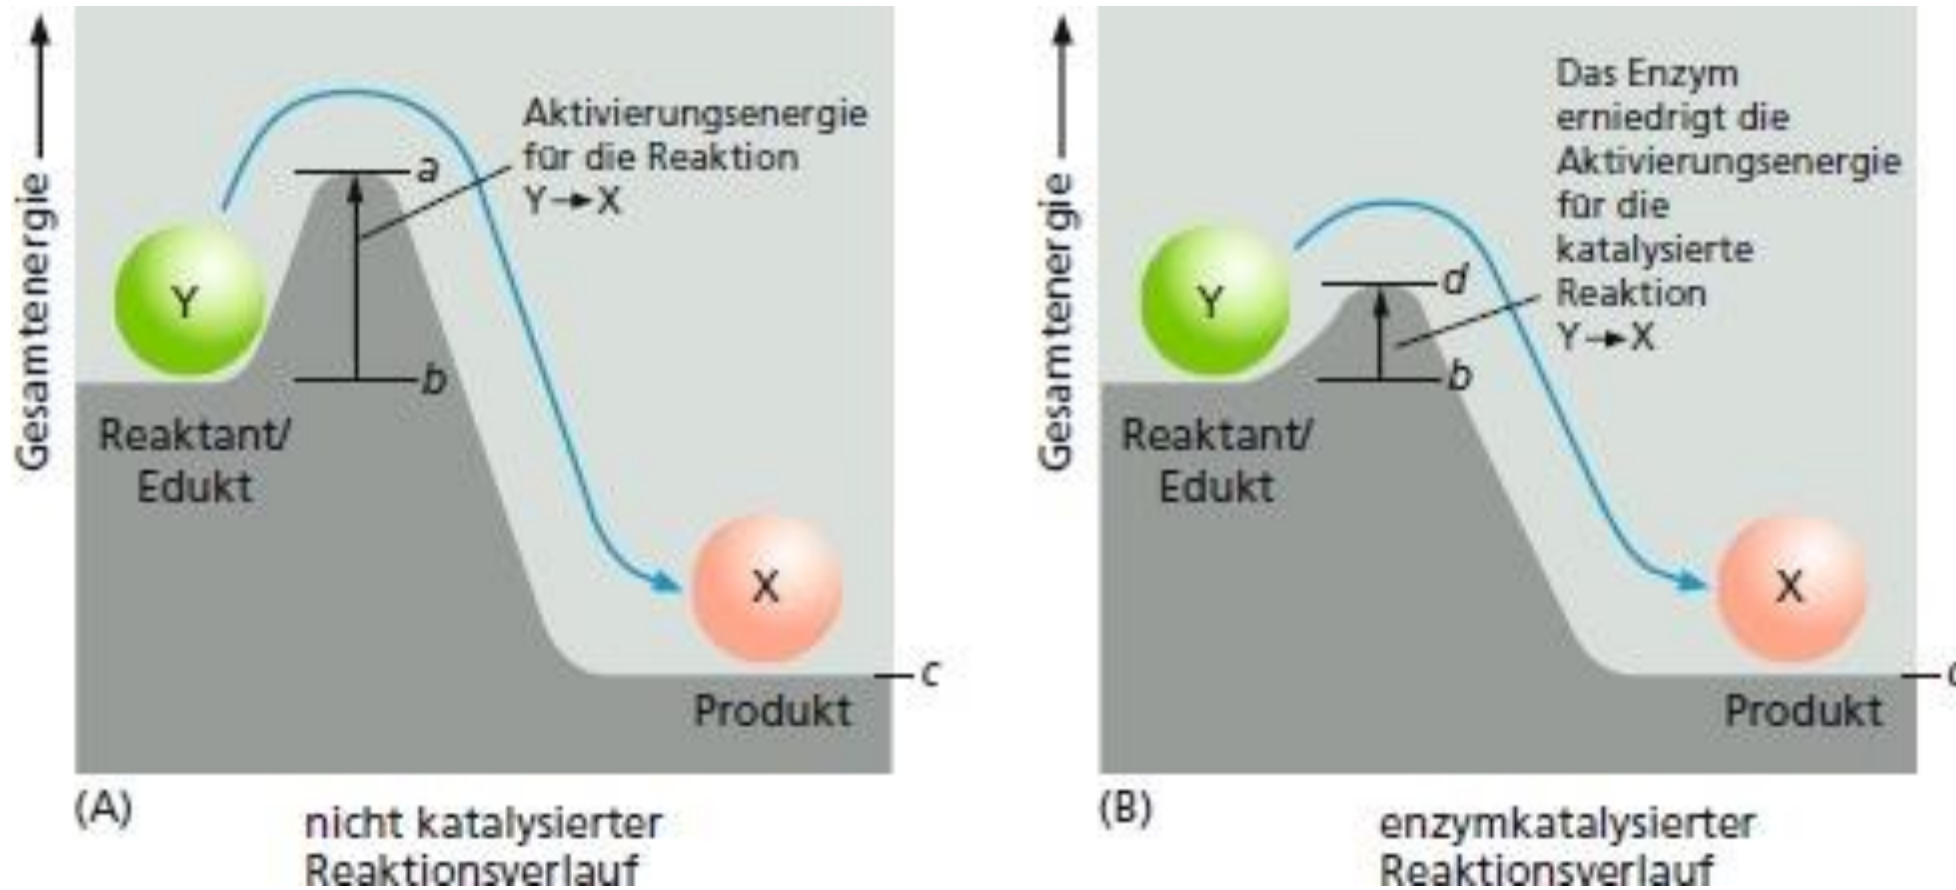 Gesamtenergie
Aktivierungsenergie
für die Reaktion
Y→X
a
Y
b
Reaktant/
Edukt
X
c
Produkt
(A)
nicht katalysierter
Reaktionsverlauf
Gesamtenergie
Das Enzym
erniedrigt die
Aktivierungsenergie
für die
katalysierte
Reaktion
Y→X
Y
d
b
Reaktant/
Edukt
X
Produkt
(B)
enzymkatalysierter
Reaktionsverlauf